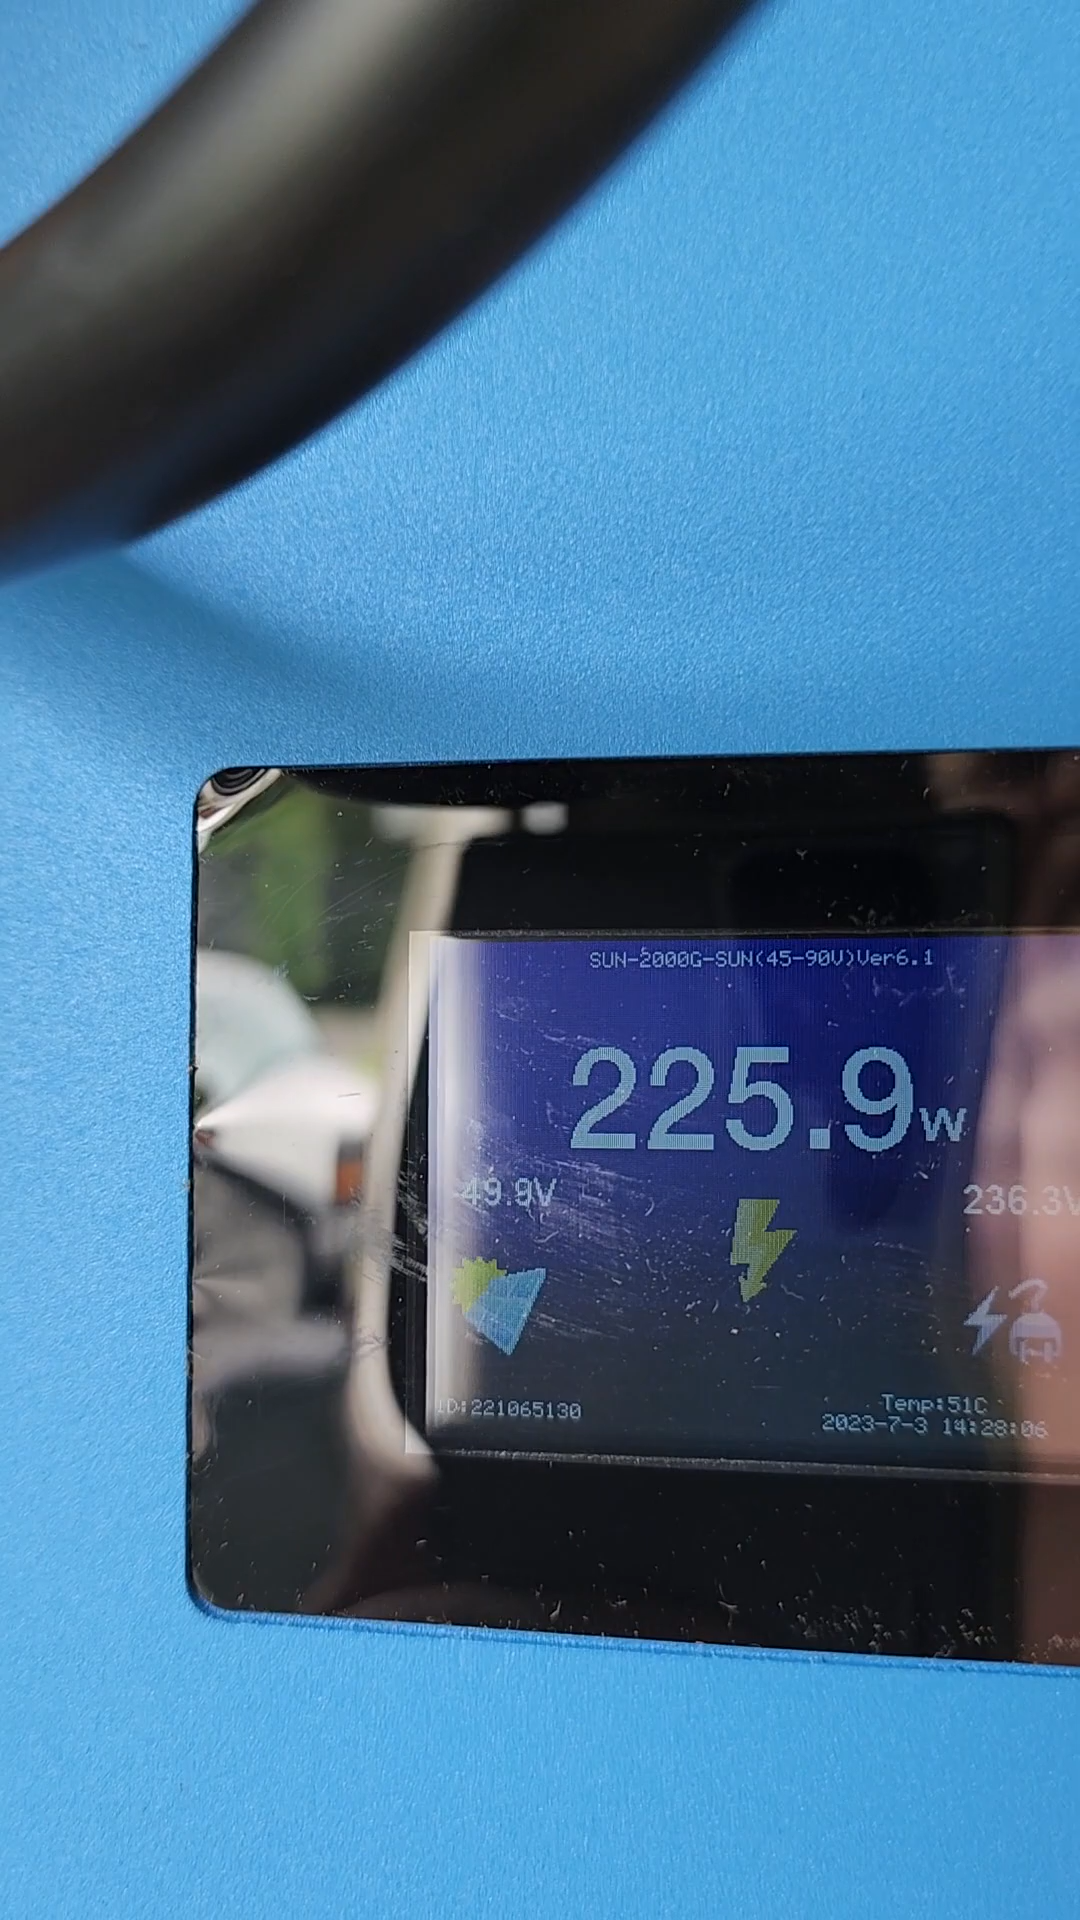 SUN-2000G-SUN(45-90V)Ver6.1
225.9w
49.9V
236.3V
ID:221065130
Temp:51C
2023-7-3 14:28:06